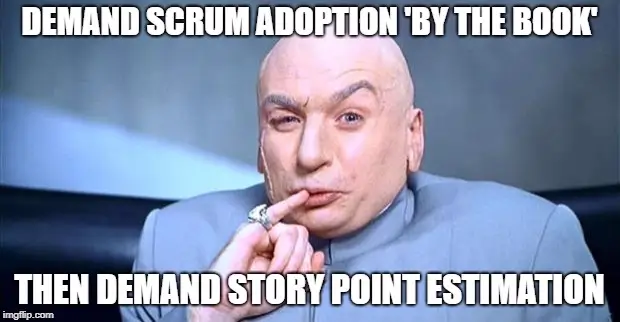 DEMAND SCRUM ADOPTION 'BY THE BOOK'
THEN DEMAND STORY POINT ESTIMATION
imgflip.com